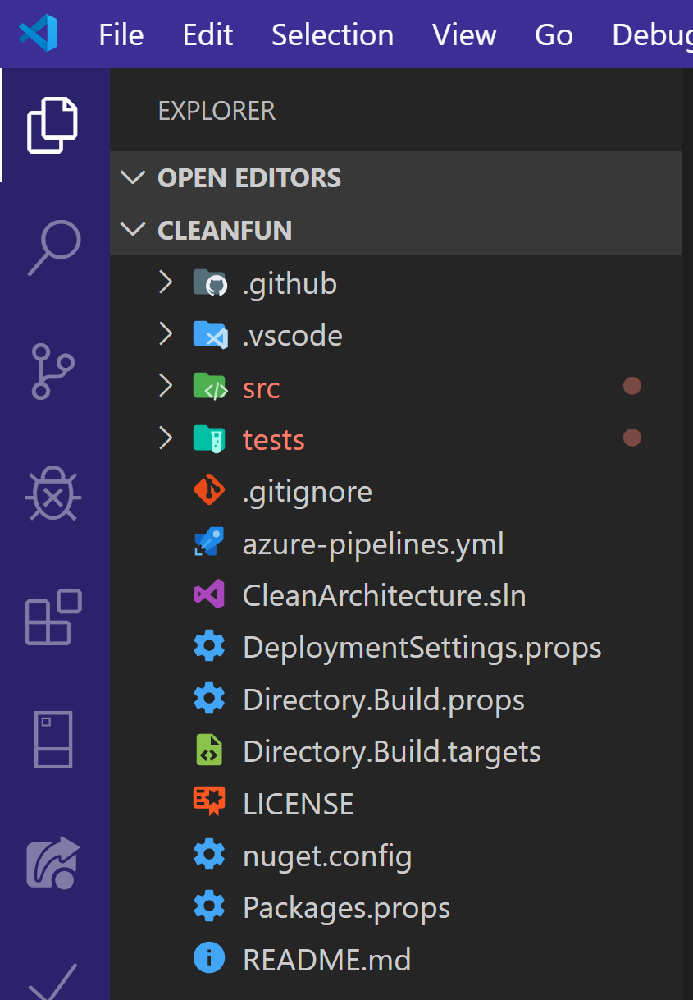 File Edit Selection View Go Debug
EXPLORER
OPEN EDITORS
CLEANFUN
.github
.vscode
src
tests
.gitignore
azure-pipelines.yml
CleanArchitecture.sln
DeploymentSettings.props
Directory.Build.props
Directory.Build.targets
LICENSE
nuget.config
Packages.props
README.md